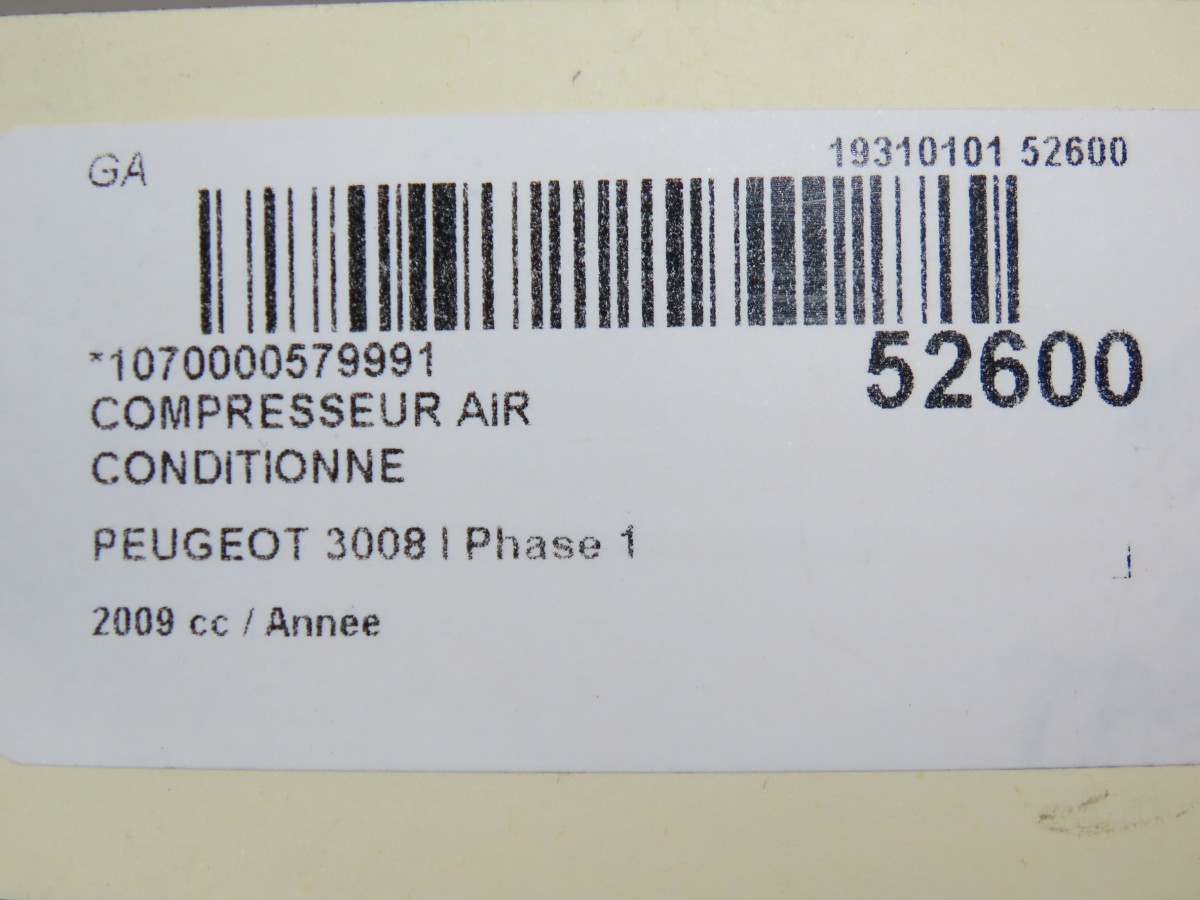 GA
19310101 52600
*1070000579991
52600
COMPRESSEUR AiR
CONDiTiONNE
PEUGEOT 3008 I Phase 1
2009 cc / Annee